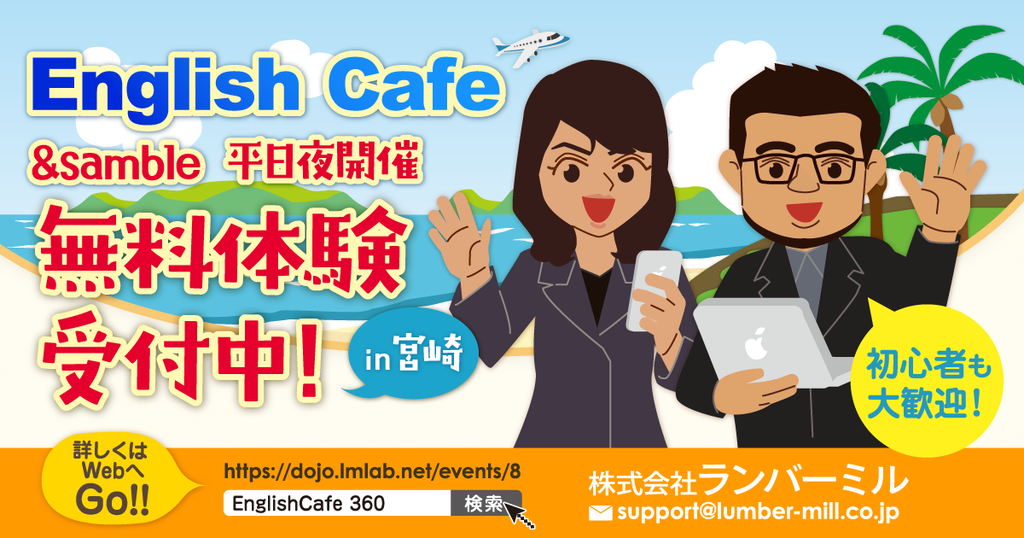 English Cafe
&samble 平日夜開催
無料体験
受付中!
in 宮崎
初心者も
大歓迎!
詳しくは
Webへ
Go!!
https://dojo.lmlab.net/events/8
EnglishCafe 360 検索
株式会社ランバーミル
support@lumber-mill.co.jp